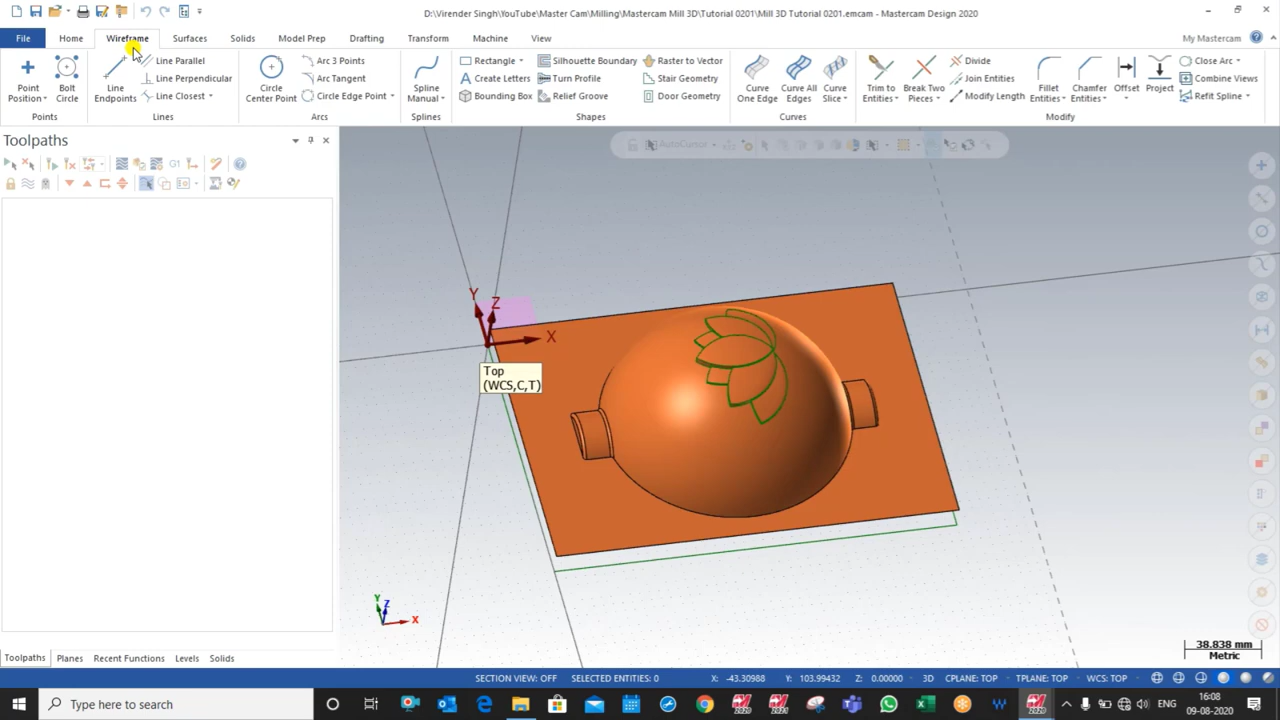 D:\Virender Singh\YouTube\Master Cam\Milling\Mastercam Mill 3D\Tutorial 0201\Mill 3D Tutorial 0201.emcam - Mastercam Design 2020
File Home Wireframe Surfaces Solids Model Prep Drafting Transform Machine View My Mastercam
Point Position
Bolt Circle
Points
Line Endpoints
Line Parallel
Line Perpendicular
Line Closest
Lines
Circle Center Point
Arc 3 Points
Arc Tangent
Circle Edge Point
Arcs
Spline Manual
Splines
Rectangle
Create Letters
Bounding Box
Silhouette Boundary
Turn Profile
Relief Groove
Raster to Vector
Stair Geometry
Door Geometry
Shapes
Curve One Edge
Curve All Edges
Curve Slice
Curves
Trim to Entities
Break Two Pieces
Divide
Join Entities
Modify Length
Fillet Entities
Chamfer Entities
Offset
Project
Close Arc
Combine Views
Refit Spline
Modify
Toolpaths
G1
AutoCursor
Y
Z
X
Top
(WCS,C,T)
Y
Z
X
38.838 mm
Metric
Toolpaths Planes Recent Functions Levels Solids
SECTION VIEW: OFF SELECTED ENTITIES: 0 X: -43.30988 Y: 103.99432 Z: 0.00000 3D CPLANE: TOP TPLANE: TOP WCS: TOP
Type here to search
ENG
16:08
09-08-2020